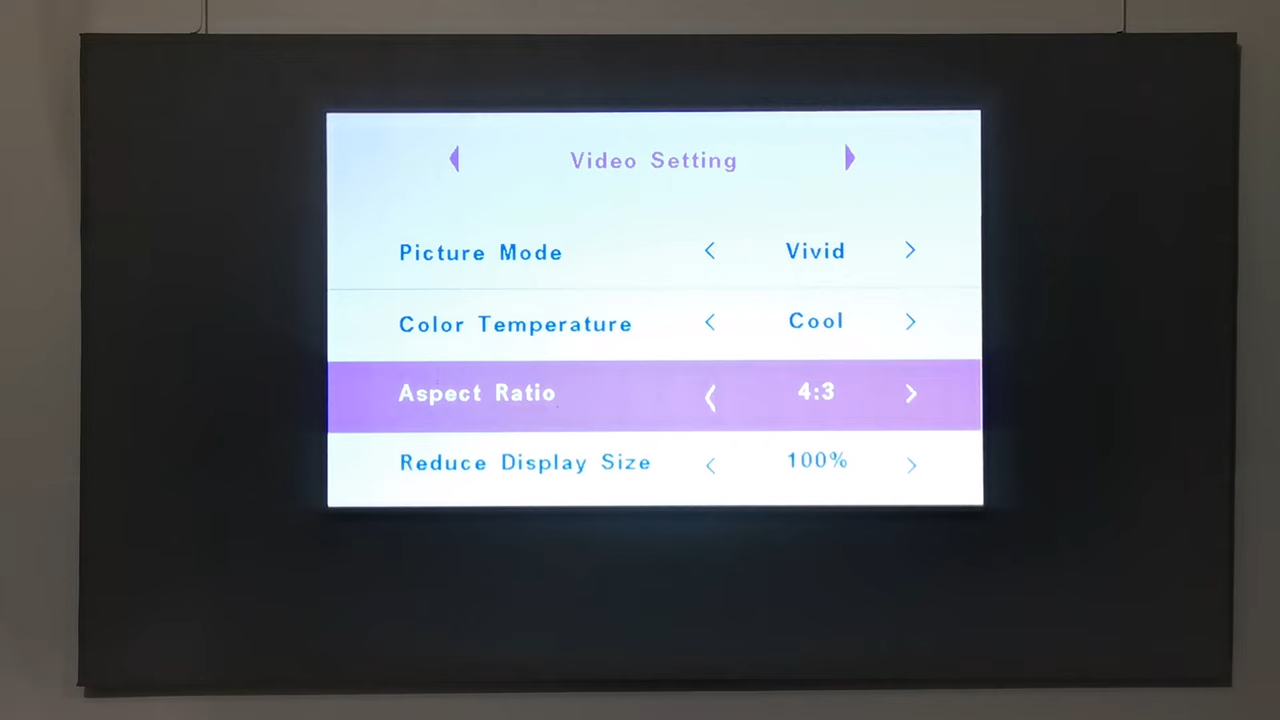 Video Setting
Picture Mode < Vivid >
Color Temperature < Cool >
Aspect Ratio < 4:3 >
Reduce Display Size < 100% >